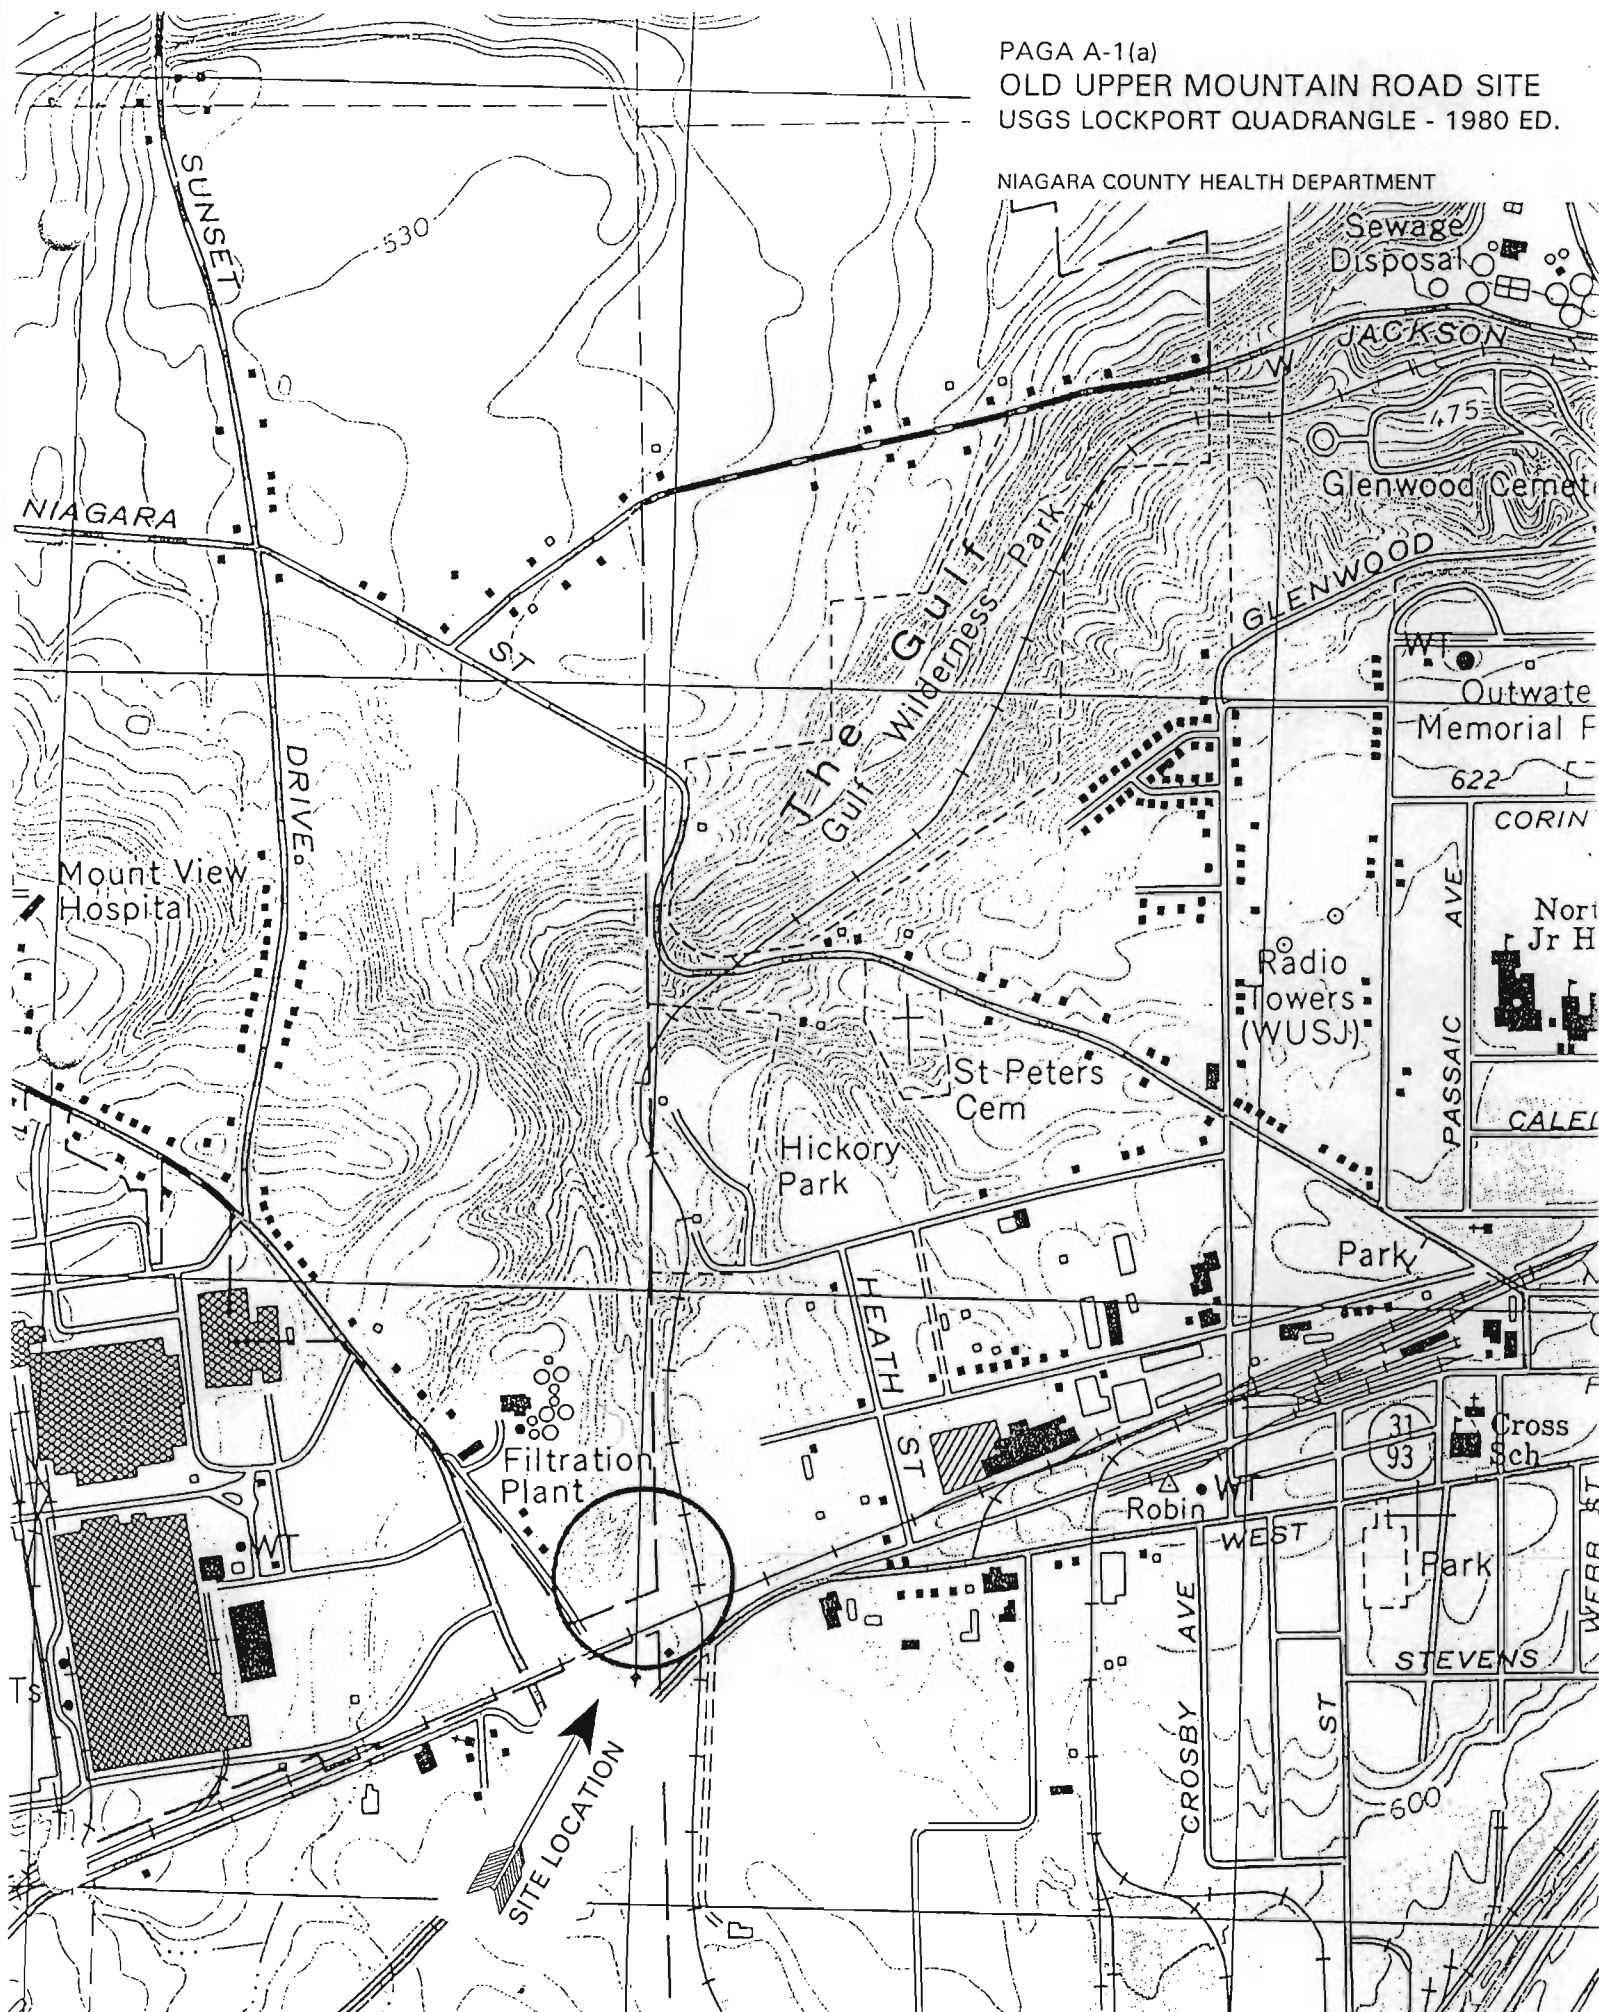 PAGA A-1(a)
OLD UPPER MOUNTAIN ROAD SITE
USGS LOCKPORT QUADRANGLE - 1980 ED.
NIAGARA COUNTY HEALTH DEPARTMENT
SUNSET
530
Sewage
Disposal
JACKSON
W
475
Glenwood Cemet
NIAGARA
ST
GLENWOOD
The Gulf
Gulf Wilderness Park
WT
Outwate
Memorial
622
CORIN
DRIVE
Mount View
Hospital
AVE
PASSAIC
Nort
Jr H
Radio
Towers
(WUSJ)
St Peters
Cem
CALE
Hickory
Park
Park
HEATH
ST
31
93
Cross
Sch
Filtration
Plant
Robin
WT
WEST
WT
Park
WEBB ST
AVE
CROSBY
STEVENS
ST
Ts
600
SITE LOCATION